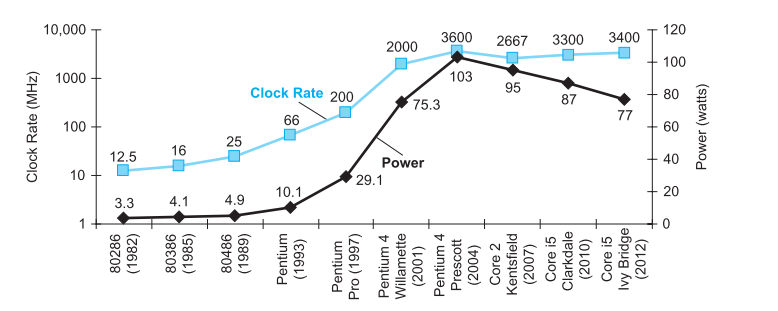 10,000
1000
100
10
1
Clock Rate (MHz)
120
100
80
60
40
20
0
Power (watts)
Clock Rate
Power
12.5
16
25
66
200
2000
3600
2667
3300
3400
3.3
4.1
4.9
10.1
29.1
75.3
103
95
87
77
80286
(1982)
80386
(1985)
80486
(1989)
Pentium
(1993)
Pentium
Pro (1997)
Pentium 4
Willamette
(2001)
Pentium 4
Prescott
(2004)
Core 2
Kentsfield
(2007)
Core i5
Clarkdale
(2010)
Core i5
Ivy Bridge
(2012)